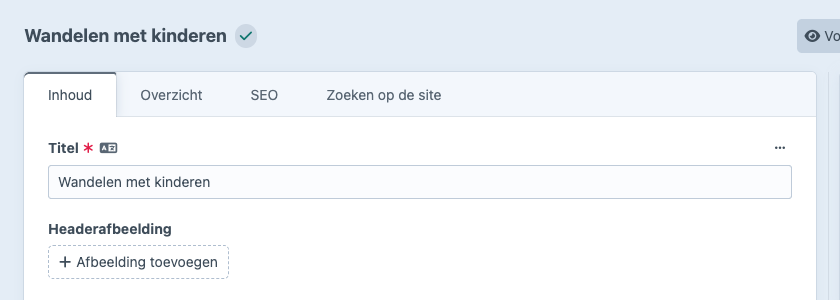 Wandelen met kinderen
Inhoud Overzicht SEO Zoeken op de site
Titel *
Wandelen met kinderen
Headerafbeelding
+ Afbeelding toevoegen